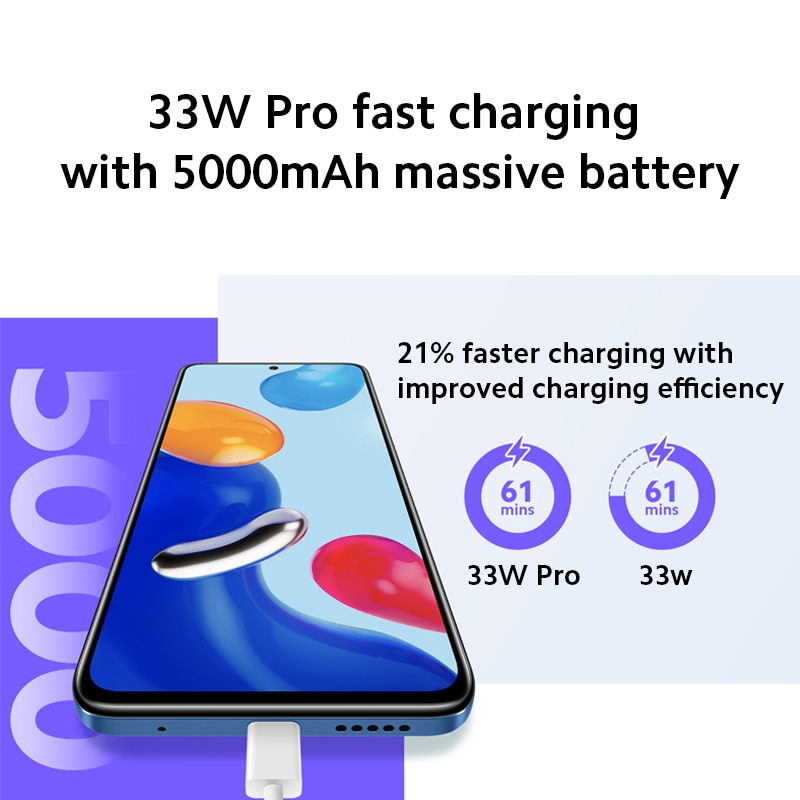 33W Pro fast charging
with 5000mAh massive battery
21% faster charging with
improved charging efficiency
5000
61
mins
61
mins
33W Pro
33w